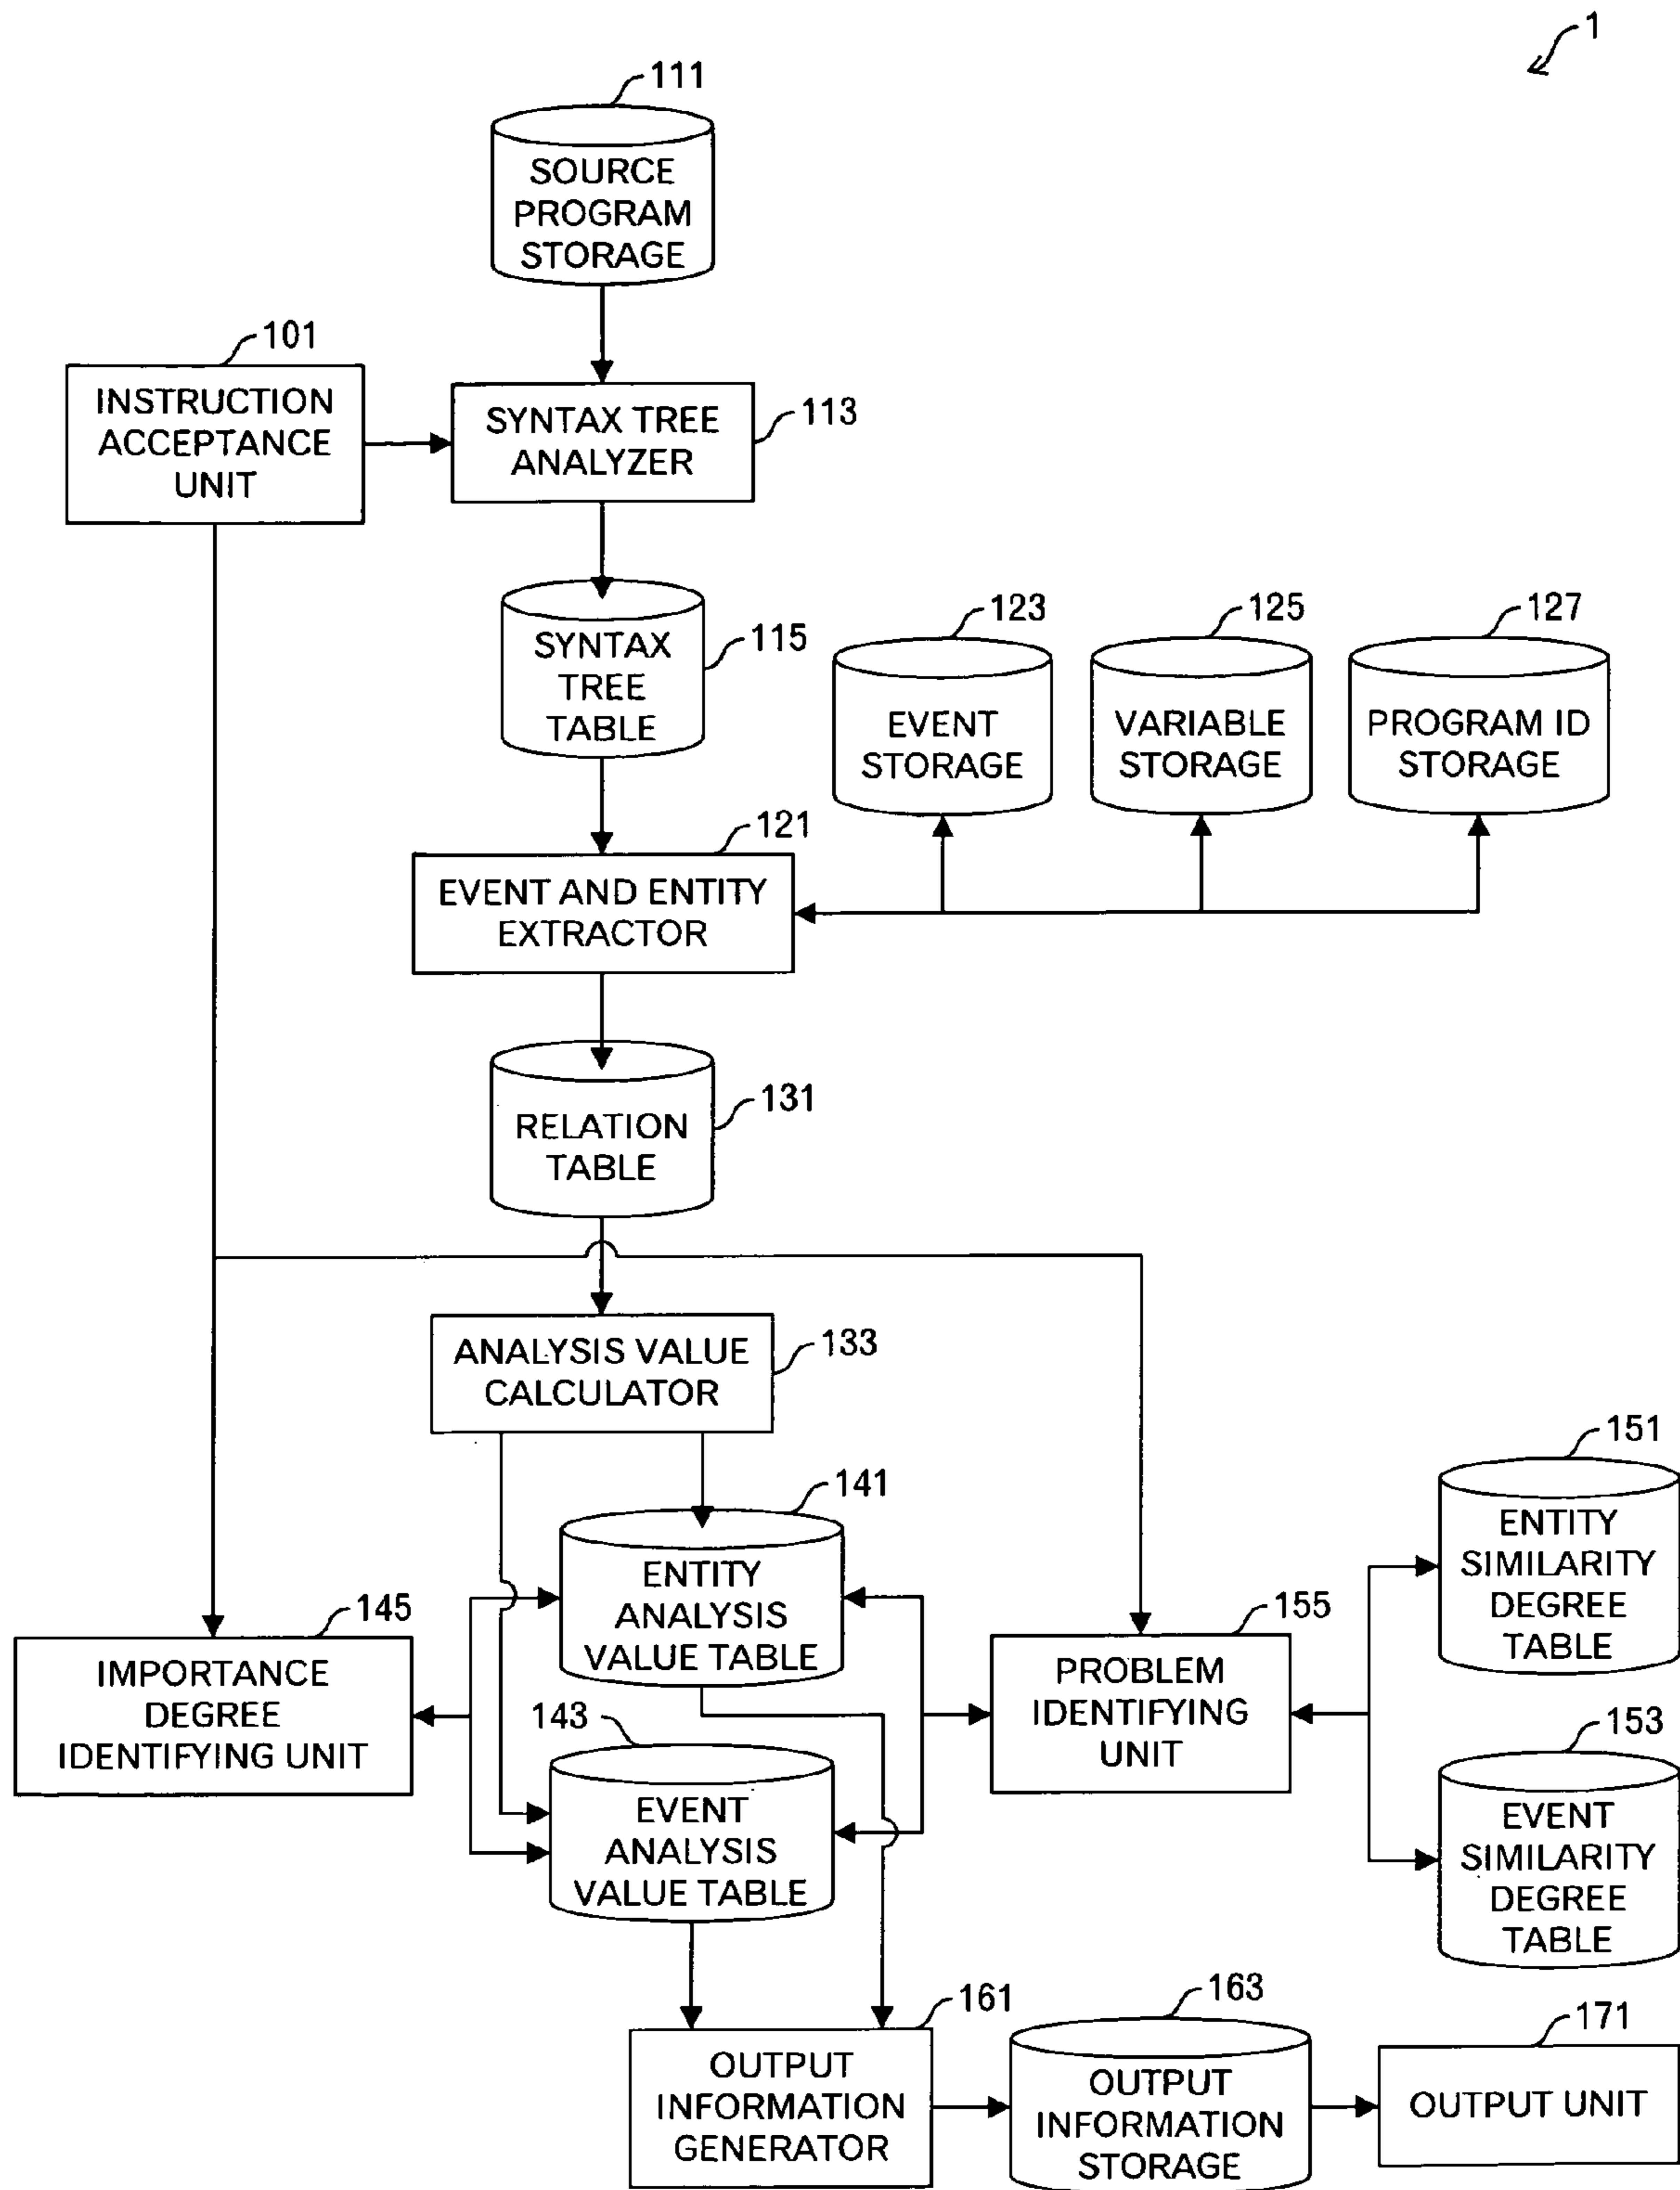 1
111
SOURCE
PROGRAM
STORAGE
101
INSTRUCTION
ACCEPTANCE
UNIT
113
SYNTAX TREE
ANALYZER
115
SYNTAX
TREE
TABLE
123
EVENT
STORAGE
125
VARIABLE
STORAGE
127
PROGRAM ID
STORAGE
121
EVENT AND ENTITY
EXTRACTOR
131
RELATION
TABLE
133
ANALYSIS VALUE
CALCULATOR
141
ENTITY
ANALYSIS
VALUE TABLE
145
IMPORTANCE
DEGREE
IDENTIFYING UNIT
143
EVENT
ANALYSIS
VALUE TABLE
155
PROBLEM
IDENTIFYING
UNIT
151
ENTITY
SIMILARITY
DEGREE
TABLE
153
EVENT
SIMILARITY
DEGREE
TABLE
161
OUTPUT
INFORMATION
GENERATOR
163
OUTPUT
INFORMATION
STORAGE
171
OUTPUT UNIT